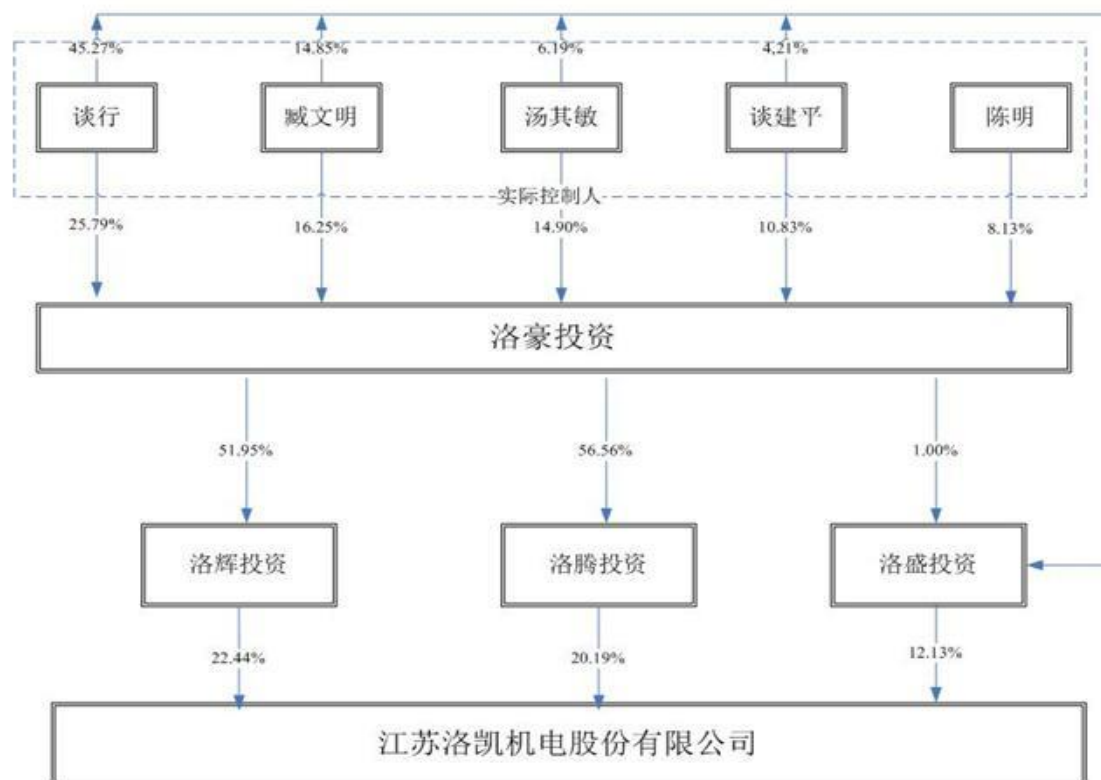 45.27% 14.85% 6.19% 4,21%
谈行 臧文明 汤其敏 谈建平 陈明
实际控制人
25.79% 16.25% 14.90% 10.83% 8.13%
洛豪投资
51.95% 56.56% 1.00%
洛辉投资 洛腾投资 洛盛投资
22.44% 20.19% 12.13%
江苏洛凯机电股份有限公司